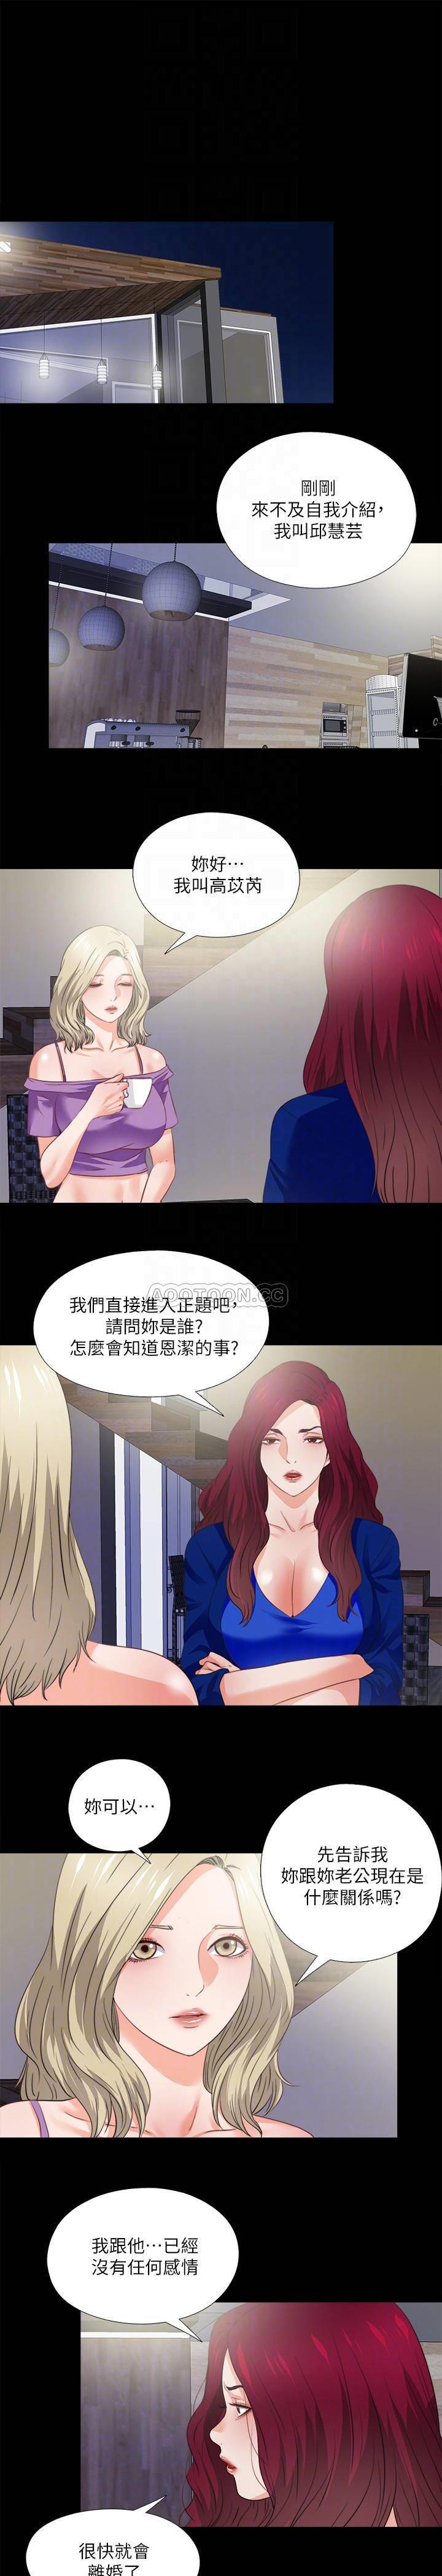 剛剛
來不及自我介紹,
我叫邱慧芸
妳好…
我叫高苡芮
我們直接進入正題吧,
請問妳是誰?
怎麼會知道恩潔的事?
AQQTOON.CC
妳可以…
先告訴我
妳跟妳老公現在是
什麼關係嗎?
我跟他…已經
沒有任何感情
很快就會
離婚了